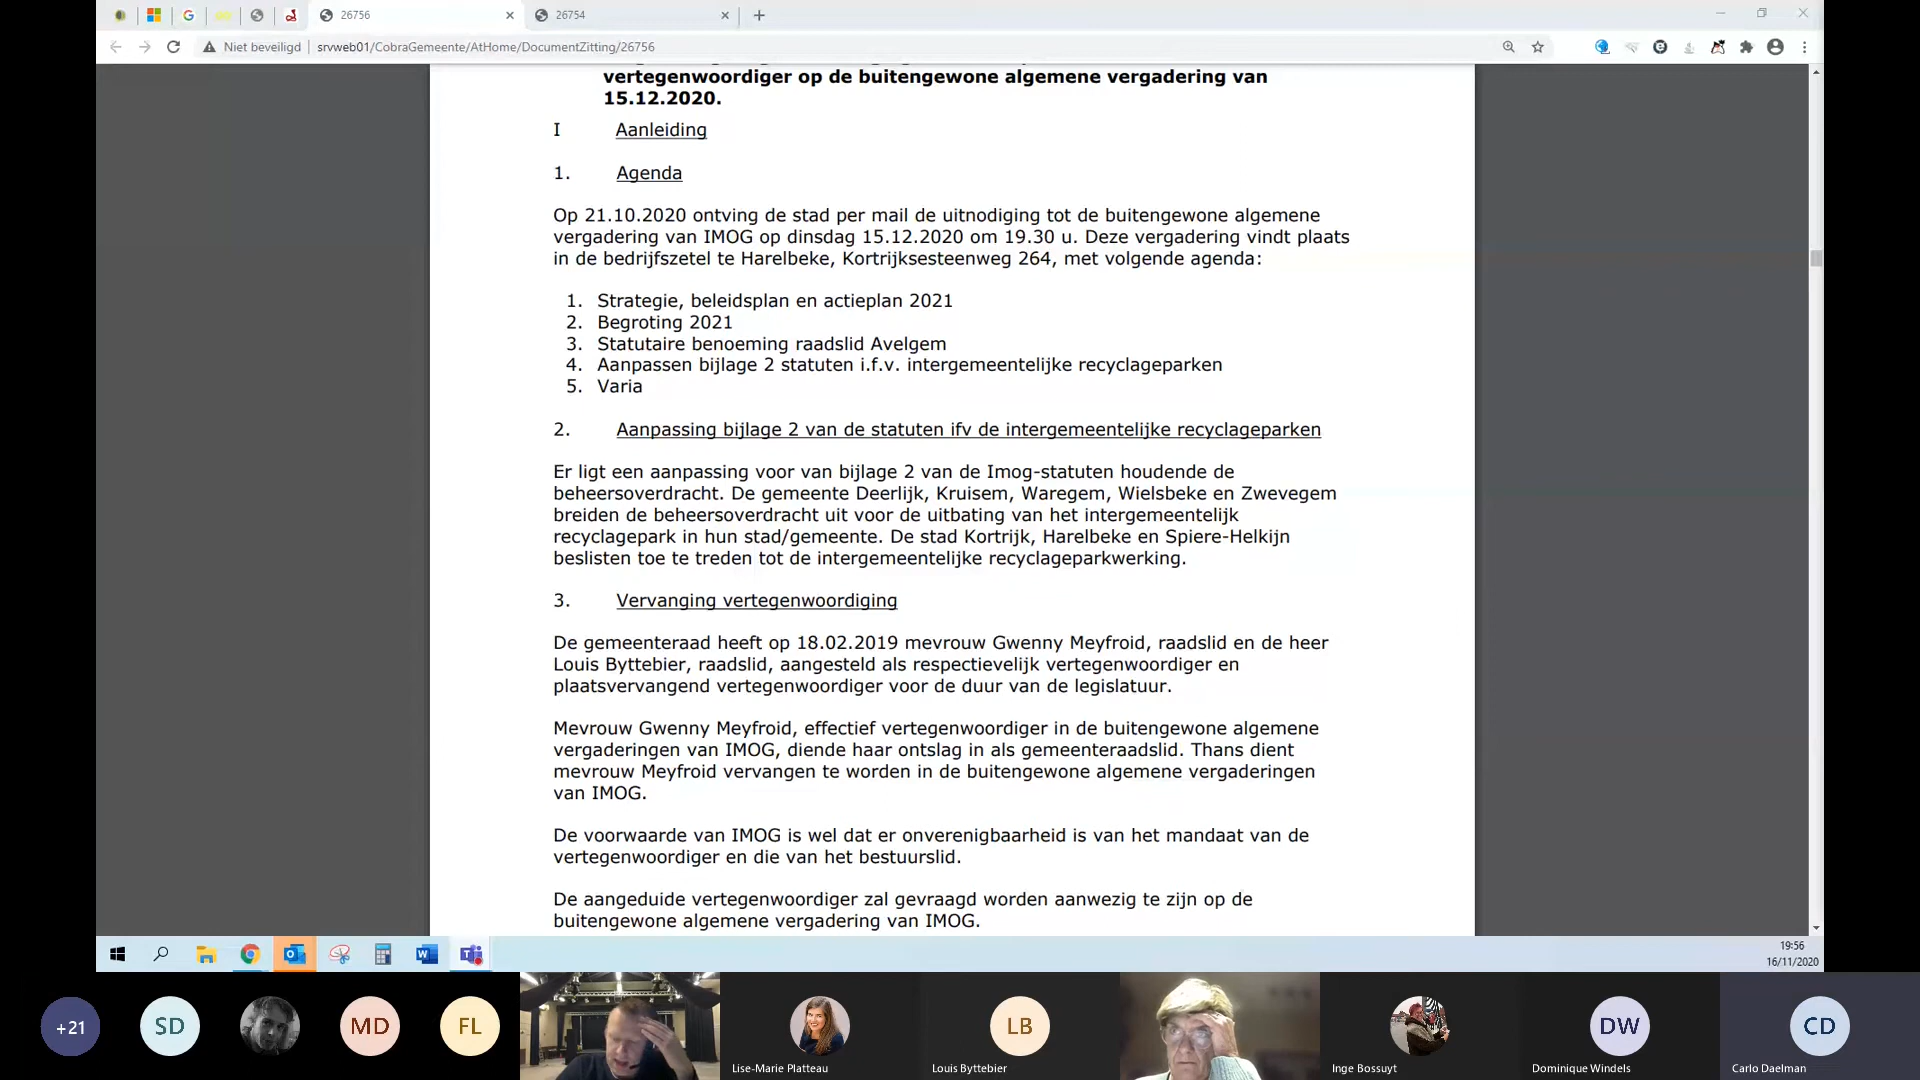 26756
26754
Niet beveiligd | srvweb01/CobraGemeente/AtHome/DocumentZitting/26756
vertegenwoordiger op de buitengewone algemene vergadering van
15.12.2020.
I Aanleiding
1. Agenda
Op 21.10.2020 ontving de stad per mail de uitnodiging tot de buitengewone algemene
vergadering van IMOG op dinsdag 15.12.2020 om 19.30 u. Deze vergadering vindt plaats
in de bedrijfszetel te Harelbeke, Kortrijksesteenweg 264, met volgende agenda:
1. Strategie, beleidsplan en actieplan 2021
2. Begroting 2021
3. Statutaire benoeming raadslid Avelgem
4. Aanpassen bijlage 2 statuten i.f.v. intergemeentelijke recyclageparken
5. Varia
2. Aanpassing bijlage 2 van de statuten ifv de intergemeentelijke recyclageparken
Er ligt een aanpassing voor van bijlage 2 van de Imog-statuten houdende de
beheersoverdracht. De gemeente Deerlijk, Kruisem, Waregem, Wielsbeke en Zwevegem
breiden de beheersoverdracht uit voor de uitbating van het intergemeentelijk
recyclagepark in hun stad/gemeente. De stad Kortrijk, Harelbeke en Spiere-Helkijn
beslisten toe te treden tot de intergemeentelijke recyclageparkwerking.
3. Vervanging vertegenwoordiging
De gemeenteraad heeft op 18.02.2019 mevrouw Gwenny Meyfroid, raadslid en de heer
Louis Byttebier, raadslid, aangesteld als respectievelijk vertegenwoordiger en
plaatsvervangend vertegenwoordiger voor de duur van de legislatuur.
Mevrouw Gwenny Meyfroid, effectief vertegenwoordiger in de buitengewone algemene
vergaderingen van IMOG, diende haar ontslag in als gemeenteraadslid. Thans dient
mevrouw Meyfroid vervangen te worden in de buitengewone algemene vergaderingen
van IMOG.
De voorwaarde van IMOG is wel dat er onverenigbaarheid is van het mandaat van de
vertegenwoordiger en die van het bestuurslid.
De aangeduide vertegenwoordiger zal gevraagd worden aanwezig te zijn op de
buitengewone algemene vergadering van IMOG.
19:56
16/11/2020
+21
SD
MD
FL
LB
DW
CD
Lise-Marie Platteau
Louis Byttebier
Inge Bossuyt
Dominique Windels
Carlo Daelman